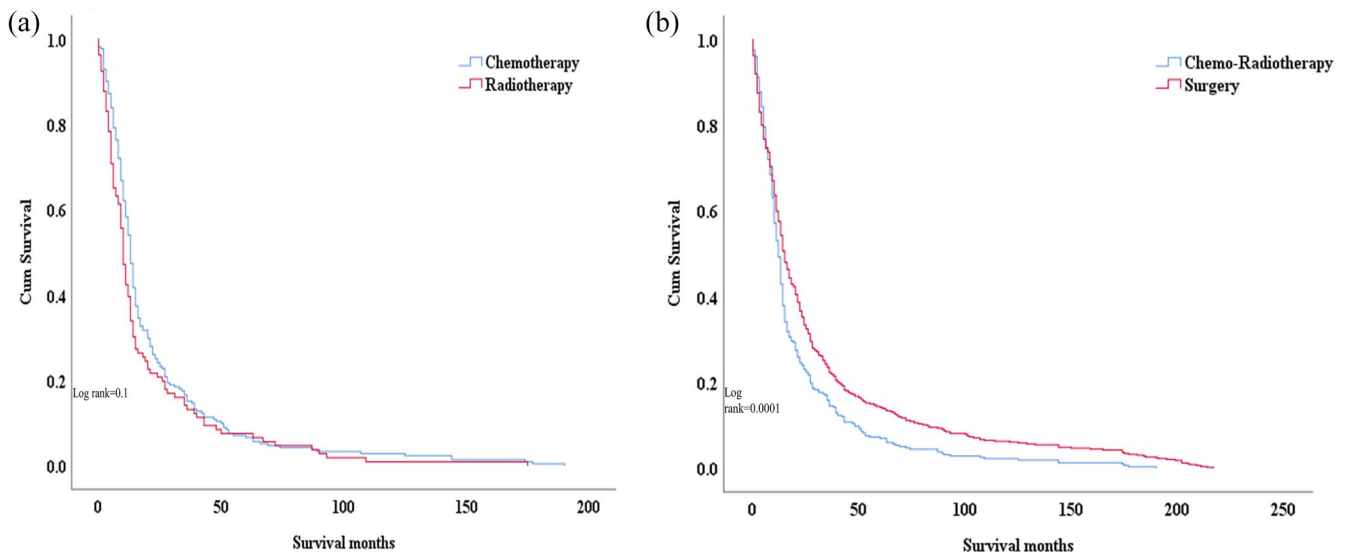 (a)
1.0
0.8
0.6
0.4
0.2
0.0
Cum Survival
Chemotherapy
Radiotherapy
Log rank=0.1
0 50 100 150 200
Survival months
(b)
1.0
0.8
0.6
0.4
0.2
0.0
Cum Survival
Chemo-Radiotherapy
Surgery
Log
rank=0.0001
0 50 100 150 200 250
Survival months